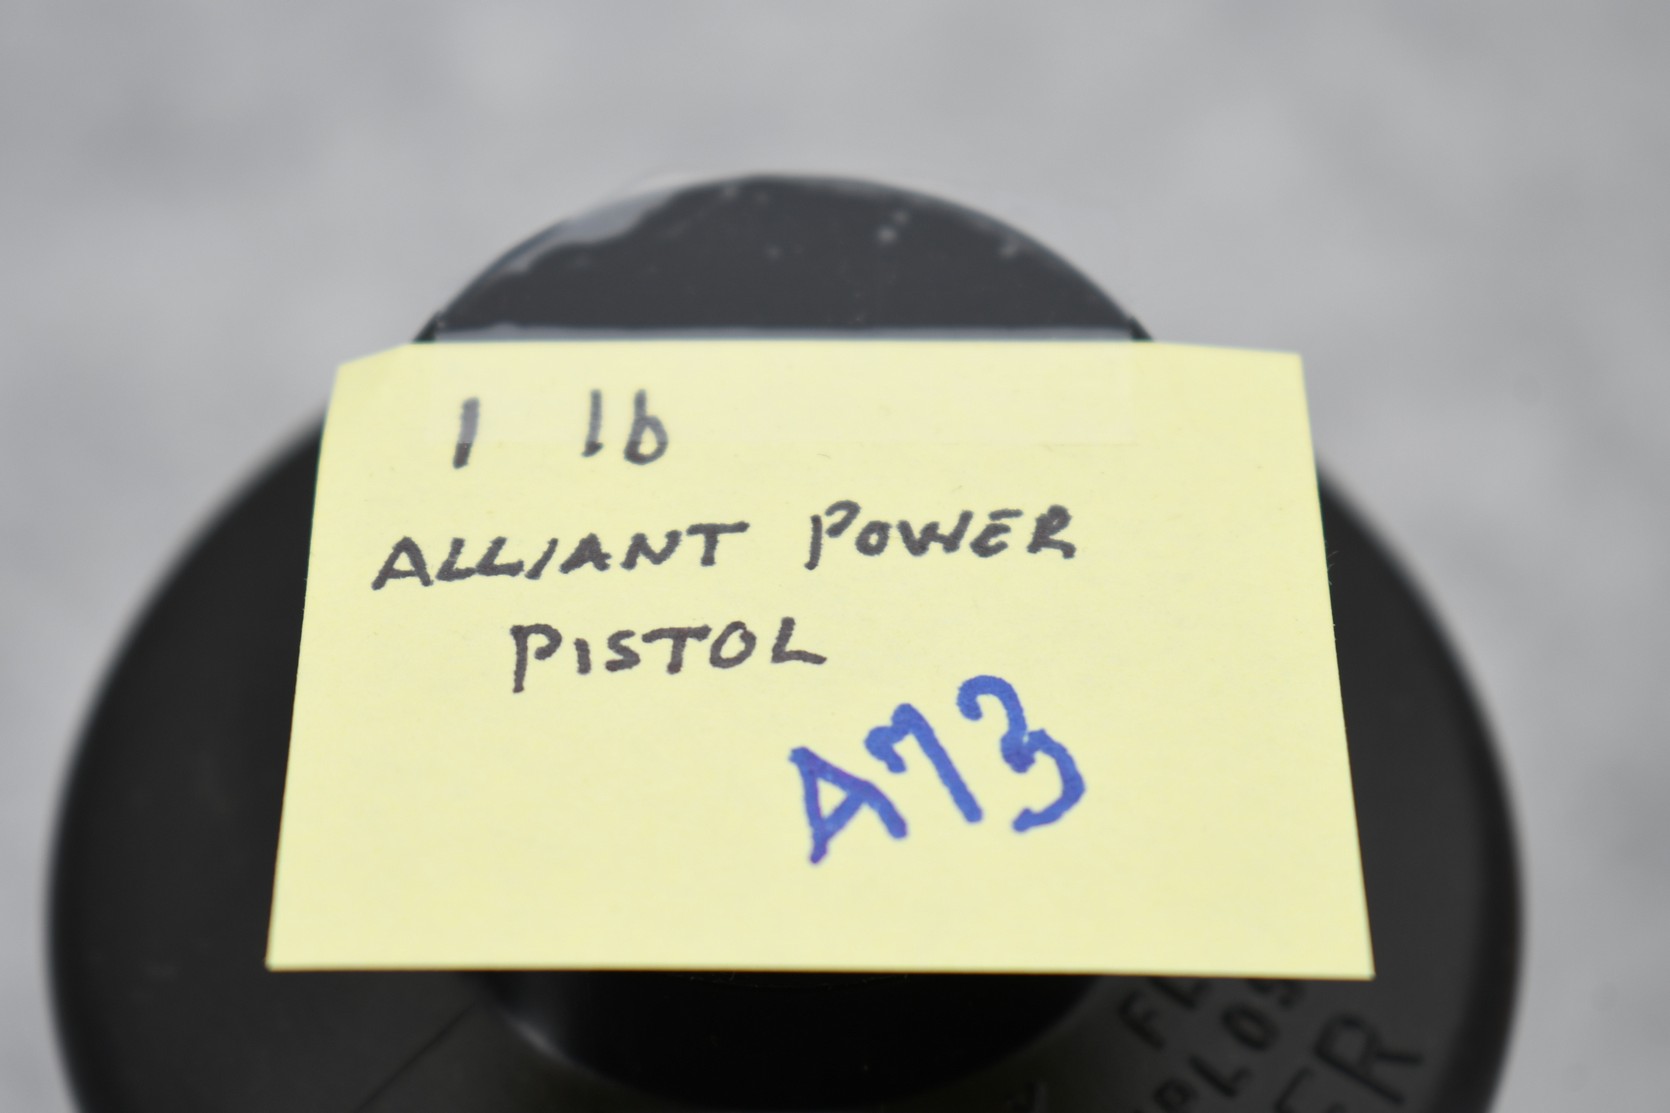 1 lb
ALLIANT POWER
PISTOL
A73